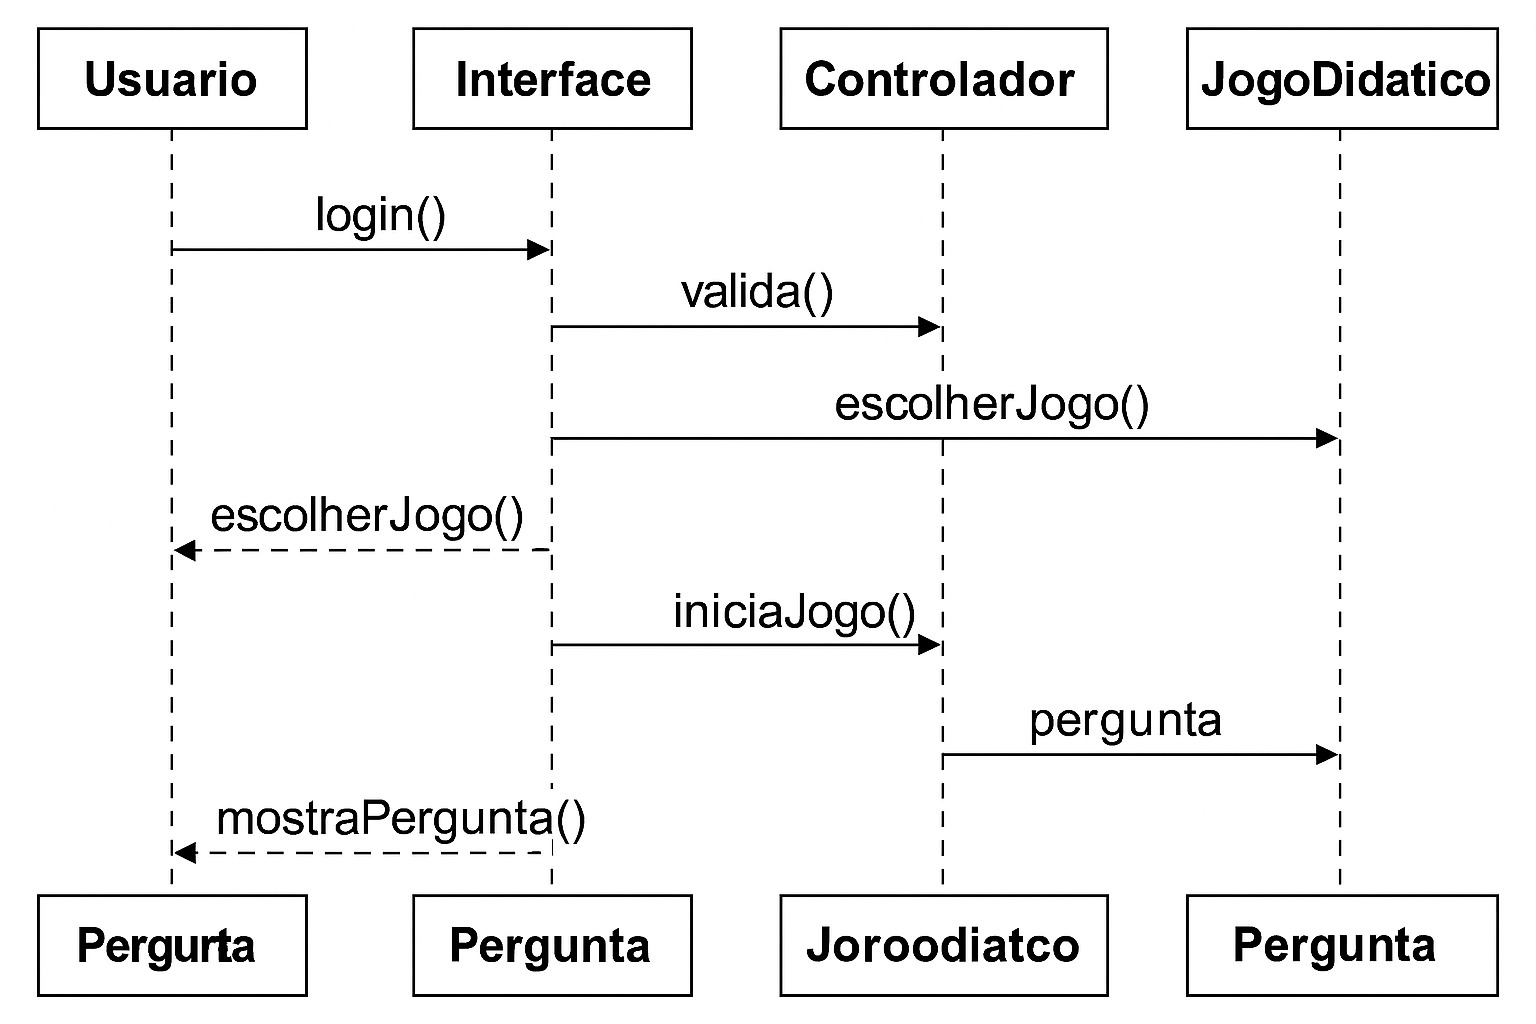 Usuario
Interface
Controlador
JogoDidatico
login()
valida()
escolherJogo()
escolherJogo()
iniciaJogo()
pergunta
mostraPergunta()
Pergurta
Pergunta
Joroodiatco
Pergunta